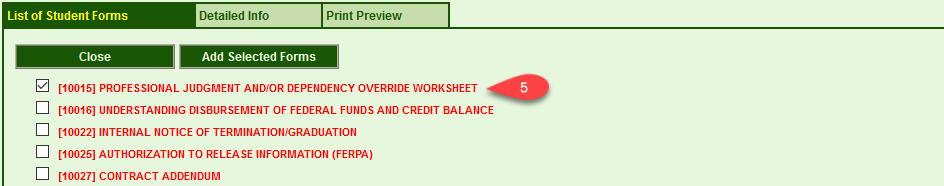 List of Student Forms Detailed Info Print Preview
Close Add Selected Forms
[10015] PROFESSIONAL JUDGMENT AND/OR DEPENDENCY OVERRIDE WORKSHEET 5
[10016] UNDERSTANDING DISBURSEMENT OF FEDERAL FUNDS AND CREDIT BALANCE
[10022] INTERNAL NOTICE OF TERMINATION/GRADUATION
[10025] AUTHORIZATION TO RELEASE INFORMATION (FERPA)
[10027] CONTRACT ADDENDUM